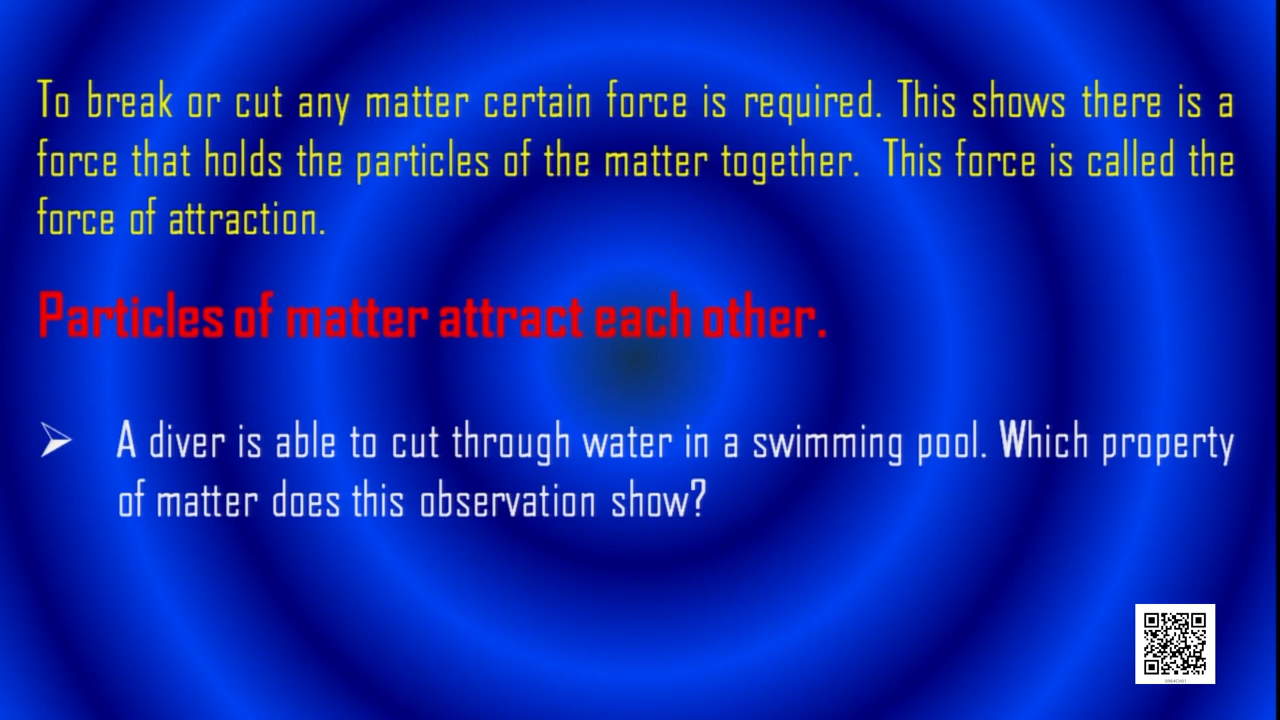 To break or cut any matter certain force is required. This shows there is a
force that holds the particles of the matter together. This force is called the
force of attraction.
Particles of matter attract each other.
➢ A diver is able to cut through water in a swimming pool. Which property
of matter does this observation show?